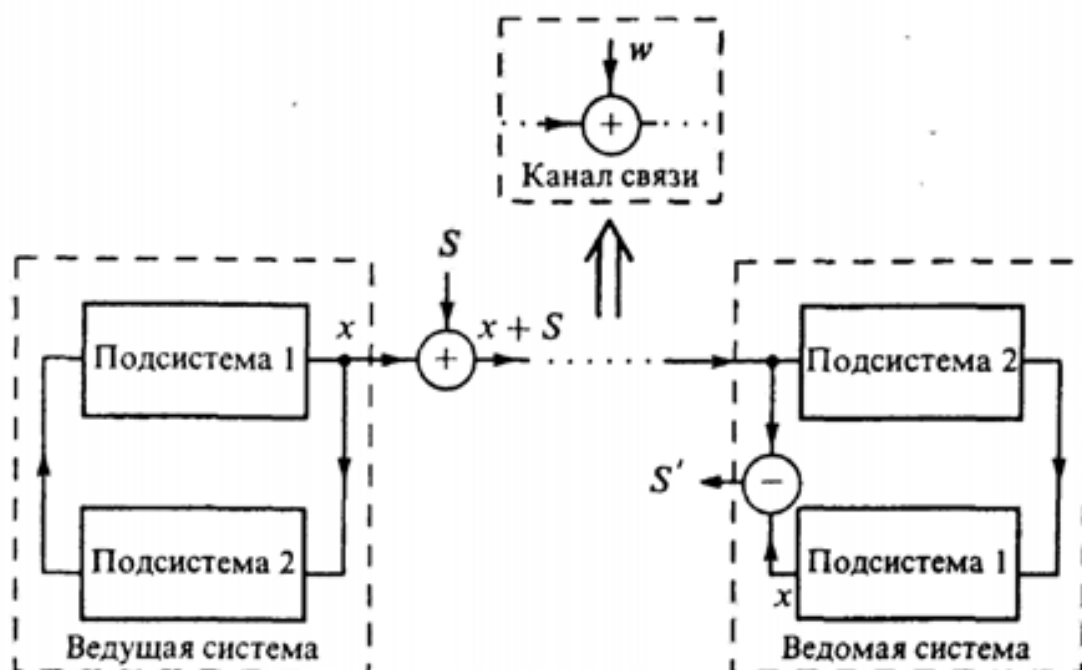 w
+
Канал связи
S
x
x + S
Подсистема 1
+
Подсистема 2
S′
−
Подсистема 2
Подсистема 1
x
Ведущая система
Ведомая система